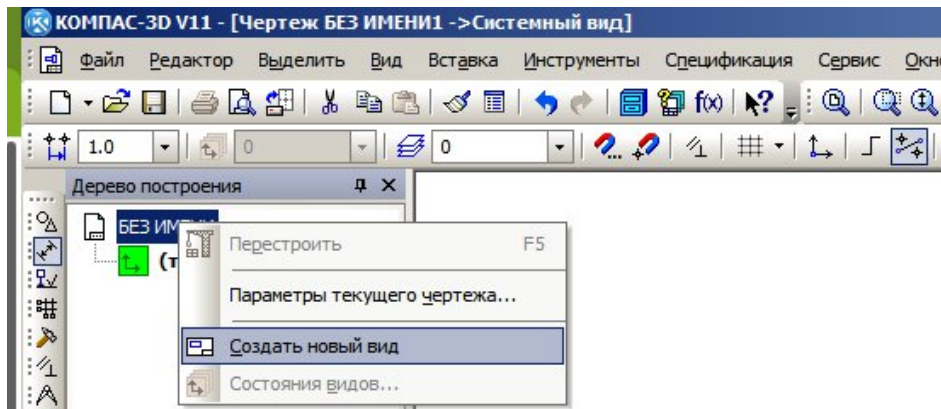 КОМПАС-3D V11 - [Чертеж БЕЗ ИМЕНИ1 ->Системный вид]
Файл Редактор Выделить Вид Вставка Инструменты Спецификация Сервис
f(x)
1.0 0 0
Дерево построения
БЕЗ
Перестроить F5
(т
Параметры текущего чертежа...
Создать новый вид
Состояния видов...